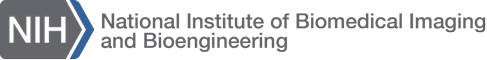 NIH National Institute of Biomedical Imaging
and Bioengineering